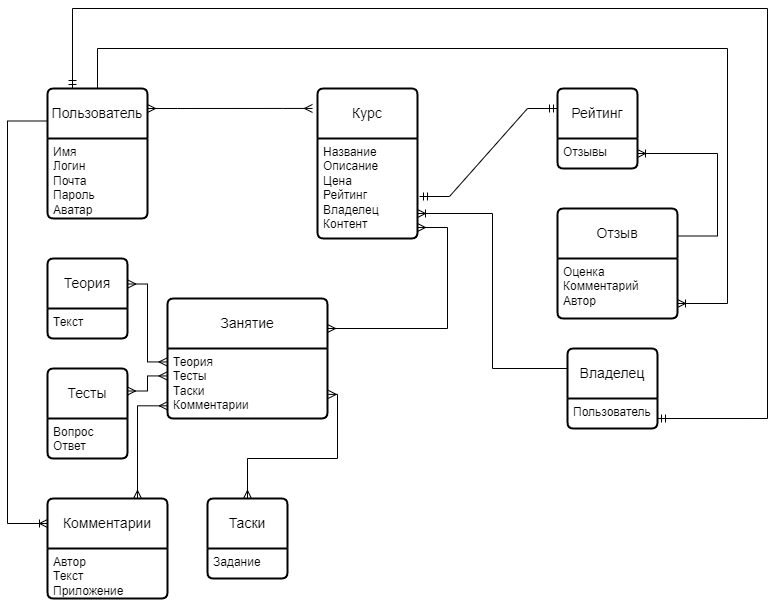 Пользователь
Имя
Логин
Почта
Пароль
Аватар
Курс
Название
Описание
Цена
Рейтинг
Владелец
Контент
Рейтинг
Отзывы
Отзыв
Оценка
Комментарий
Автор
Теория
Текст
Занятие
Теория
Тесты
Таски
Комментарии
Владелец
Пользователь
Тесты
Вопрос
Ответ
Комментарии
Автор
Текст
Приложение
Таски
Задание